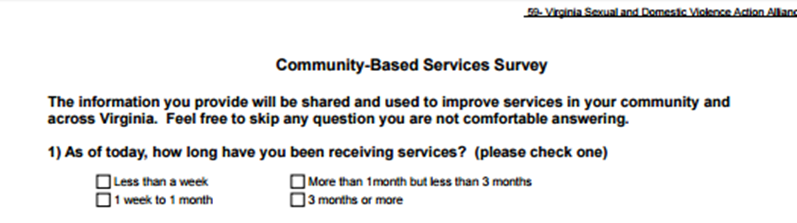 59- Virginia Sexual and Domestic Violence Action Allianc
Community-Based Services Survey
The information you provide will be shared and used to improve services in your community and
across Virginia.  Feel free to skip any question you are not comfortable answering.
1) As of today, how long have you been receiving services?  (please check one)
Less than a week
More than 1month but less than 3 months
1 week to 1 month
3 months or more